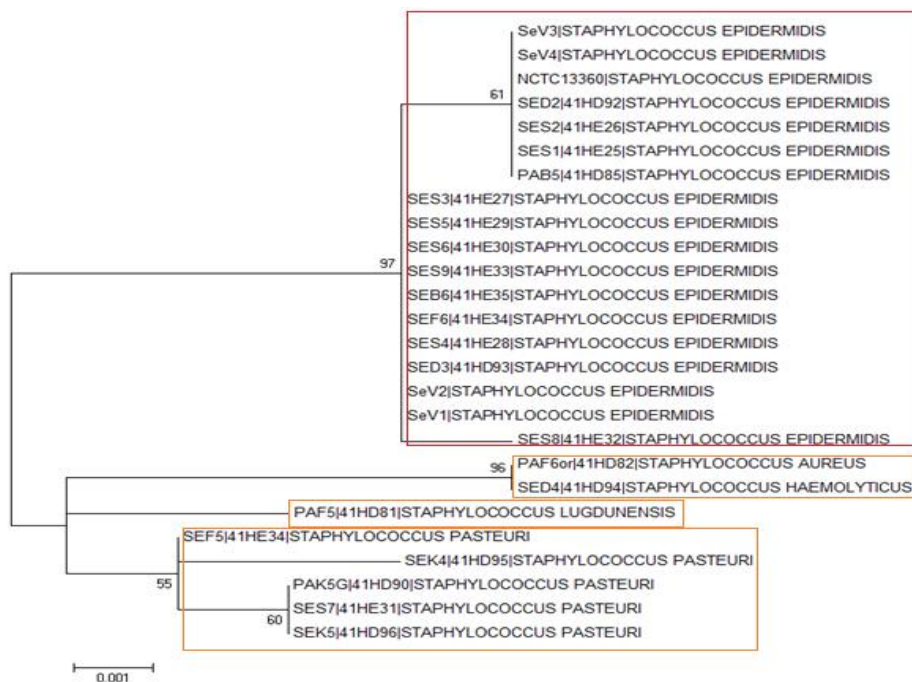 SeV3|STAPHYLOCOCCUS EPIDERMIDIS
SeV4|STAPHYLOCOCCUS EPIDERMIDIS
NCTC13360|STAPHYLOCOCCUS EPIDERMIDIS
61
SED2|41HD92|STAPHYLOCOCCUS EPIDERMIDIS
SES2|41HE26|STAPHYLOCOCCUS EPIDERMIDIS
SES1|41HE25|STAPHYLOCOCCUS EPIDERMIDIS
PAB5|41HD85|STAPHYLOCOCCUS EPIDERMIDIS
SES3|41HE27|STAPHYLOCOCCUS EPIDERMIDIS
SES5|41HE29|STAPHYLOCOCCUS EPIDERMIDIS
SES6|41HE30|STAPHYLOCOCCUS EPIDERMIDIS
97
SES9|41HE33|STAPHYLOCOCCUS EPIDERMIDIS
SEB6|41HE35|STAPHYLOCOCCUS EPIDERMIDIS
SEF6|41HE34|STAPHYLOCOCCUS EPIDERMIDIS
SES4|41HE28|STAPHYLOCOCCUS EPIDERMIDIS
SED3|41HD93|STAPHYLOCOCCUS EPIDERMIDIS
SeV2|STAPHYLOCOCCUS EPIDERMIDIS
SeV1|STAPHYLOCOCCUS EPIDERMIDIS
SES8|41HE32|STAPHYLOCOCCUS EPIDERMIDIS
PAF6or|41HD82|STAPHYLOCOCCUS AUREUS
96
SED4|41HD94|STAPHYLOCOCCUS HAEMOLYTICUS
PAF5|41HD81|STAPHYLOCOCCUS LUGDUNENSIS
SEF5|41HE34|STAPHYLOCOCCUS PASTEURI
SEK4|41HD95|STAPHYLOCOCCUS PASTEURI
55
PAK5G|41HD90|STAPHYLOCOCCUS PASTEURI
SES7|41HE31|STAPHYLOCOCCUS PASTEURI
60
SEK5|41HD96|STAPHYLOCOCCUS PASTEURI
0.001